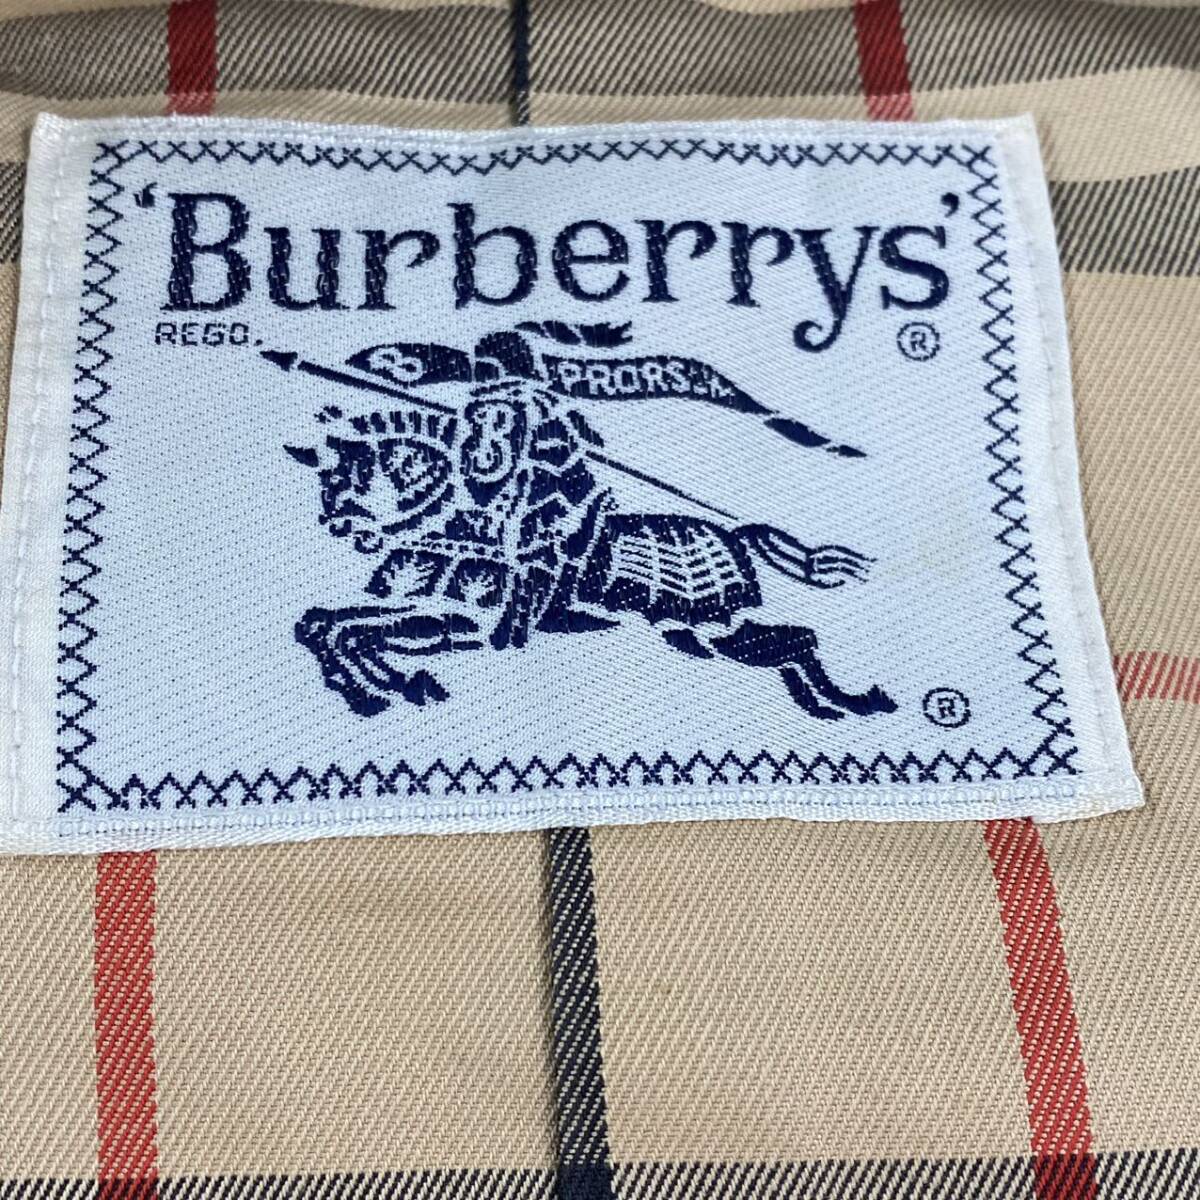 'Burberrys'
REGD. ®
B PRORSUM
B
®